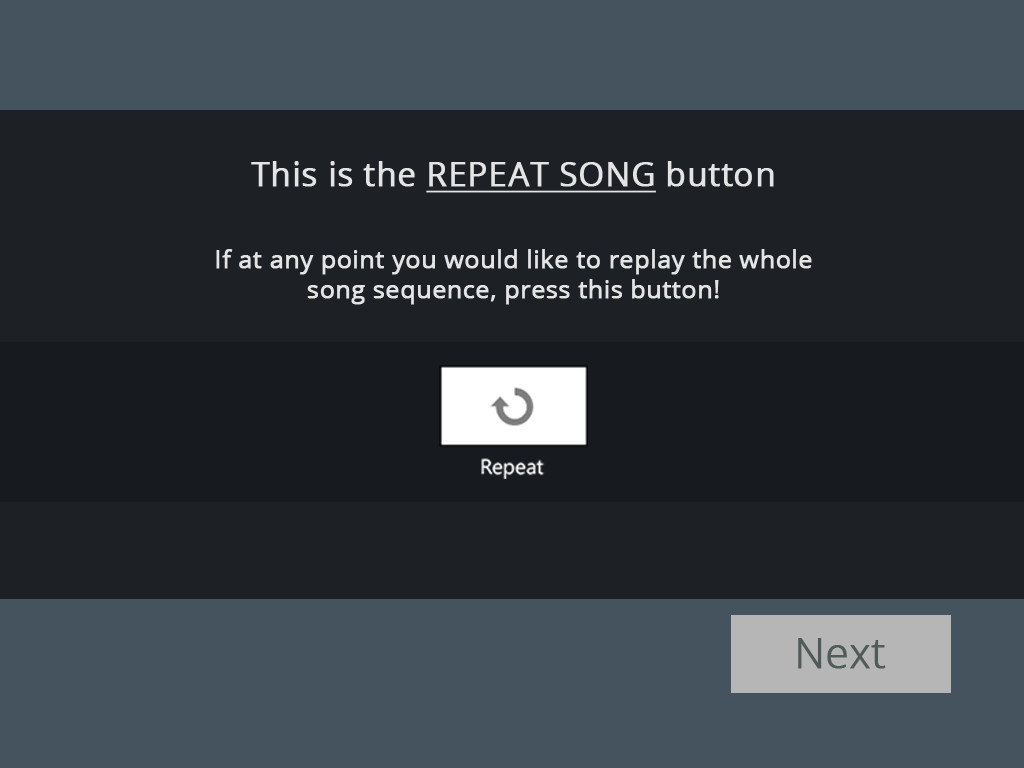 This is the REPEAT SONG button
If at any point you would like to replay the whole
song sequence, press this button!
Repeat
Next